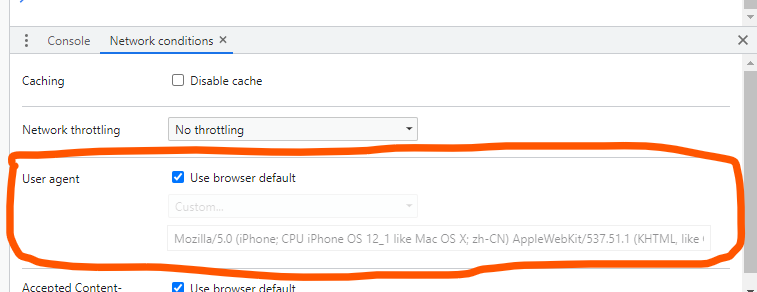 Console Network conditions
Caching Disable cache
Network throttling No throttling
User agent Use browser default
Custom...
Mozilla/5.0 (iPhone; CPU iPhone OS 12_1 like Mac OS X; zh-CN) AppleWebKit/537.51.1 (KHTML, like
Accepted Content- Use browser default